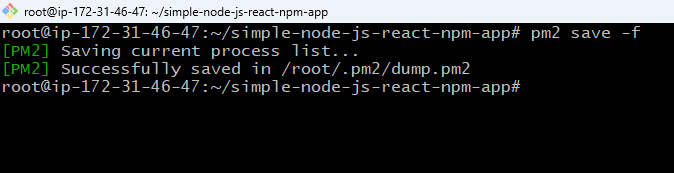 root@ip-172-31-46-47: ~/simple-node-js-react-npm-app
root@ip-172-31-46-47:~/simple-node-js-react-npm-app# pm2 save -f
[PM2] Saving current process list...
[PM2] Successfully saved in /root/.pm2/dump.pm2
root@ip-172-31-46-47:~/simple-node-js-react-npm-app#